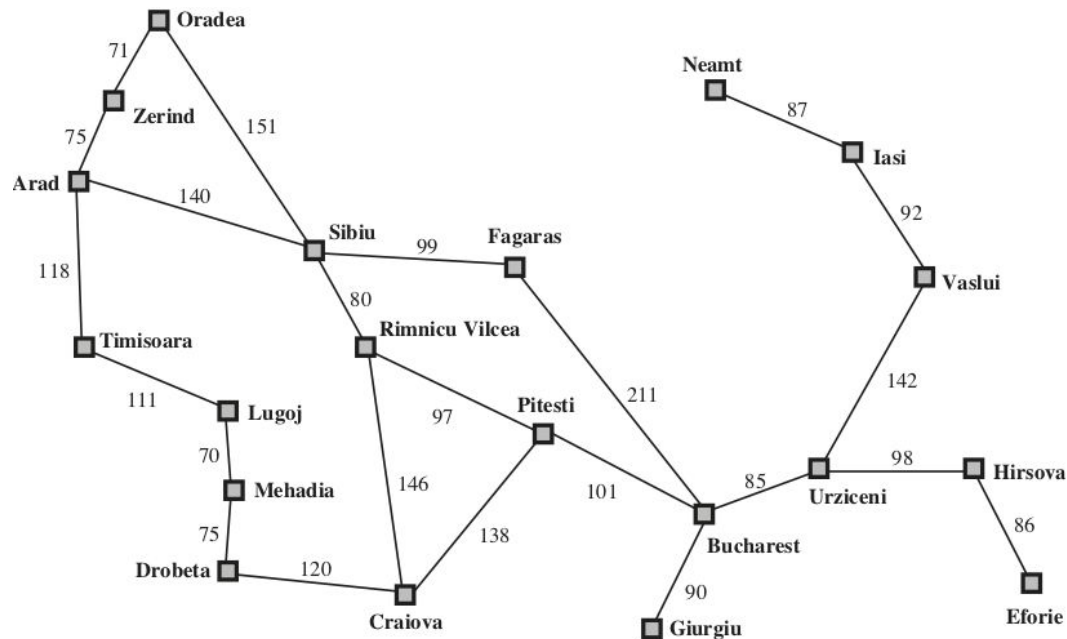 Oradea
71
Neamt
87
Zerind
75
151
Iasi
Arad
140
92
Sibiu
Fagaras
99
118
Vaslui
80
Timisoara
Rimnicu Vilcea
142
211
111
Lugoj
97
Pitesti
70
98
Hirsova
Mehadia
146
101
85
Urziceni
86
75
138
Bucharest
Drobeta
120
90
Craiova
Giurgiu
Eforie